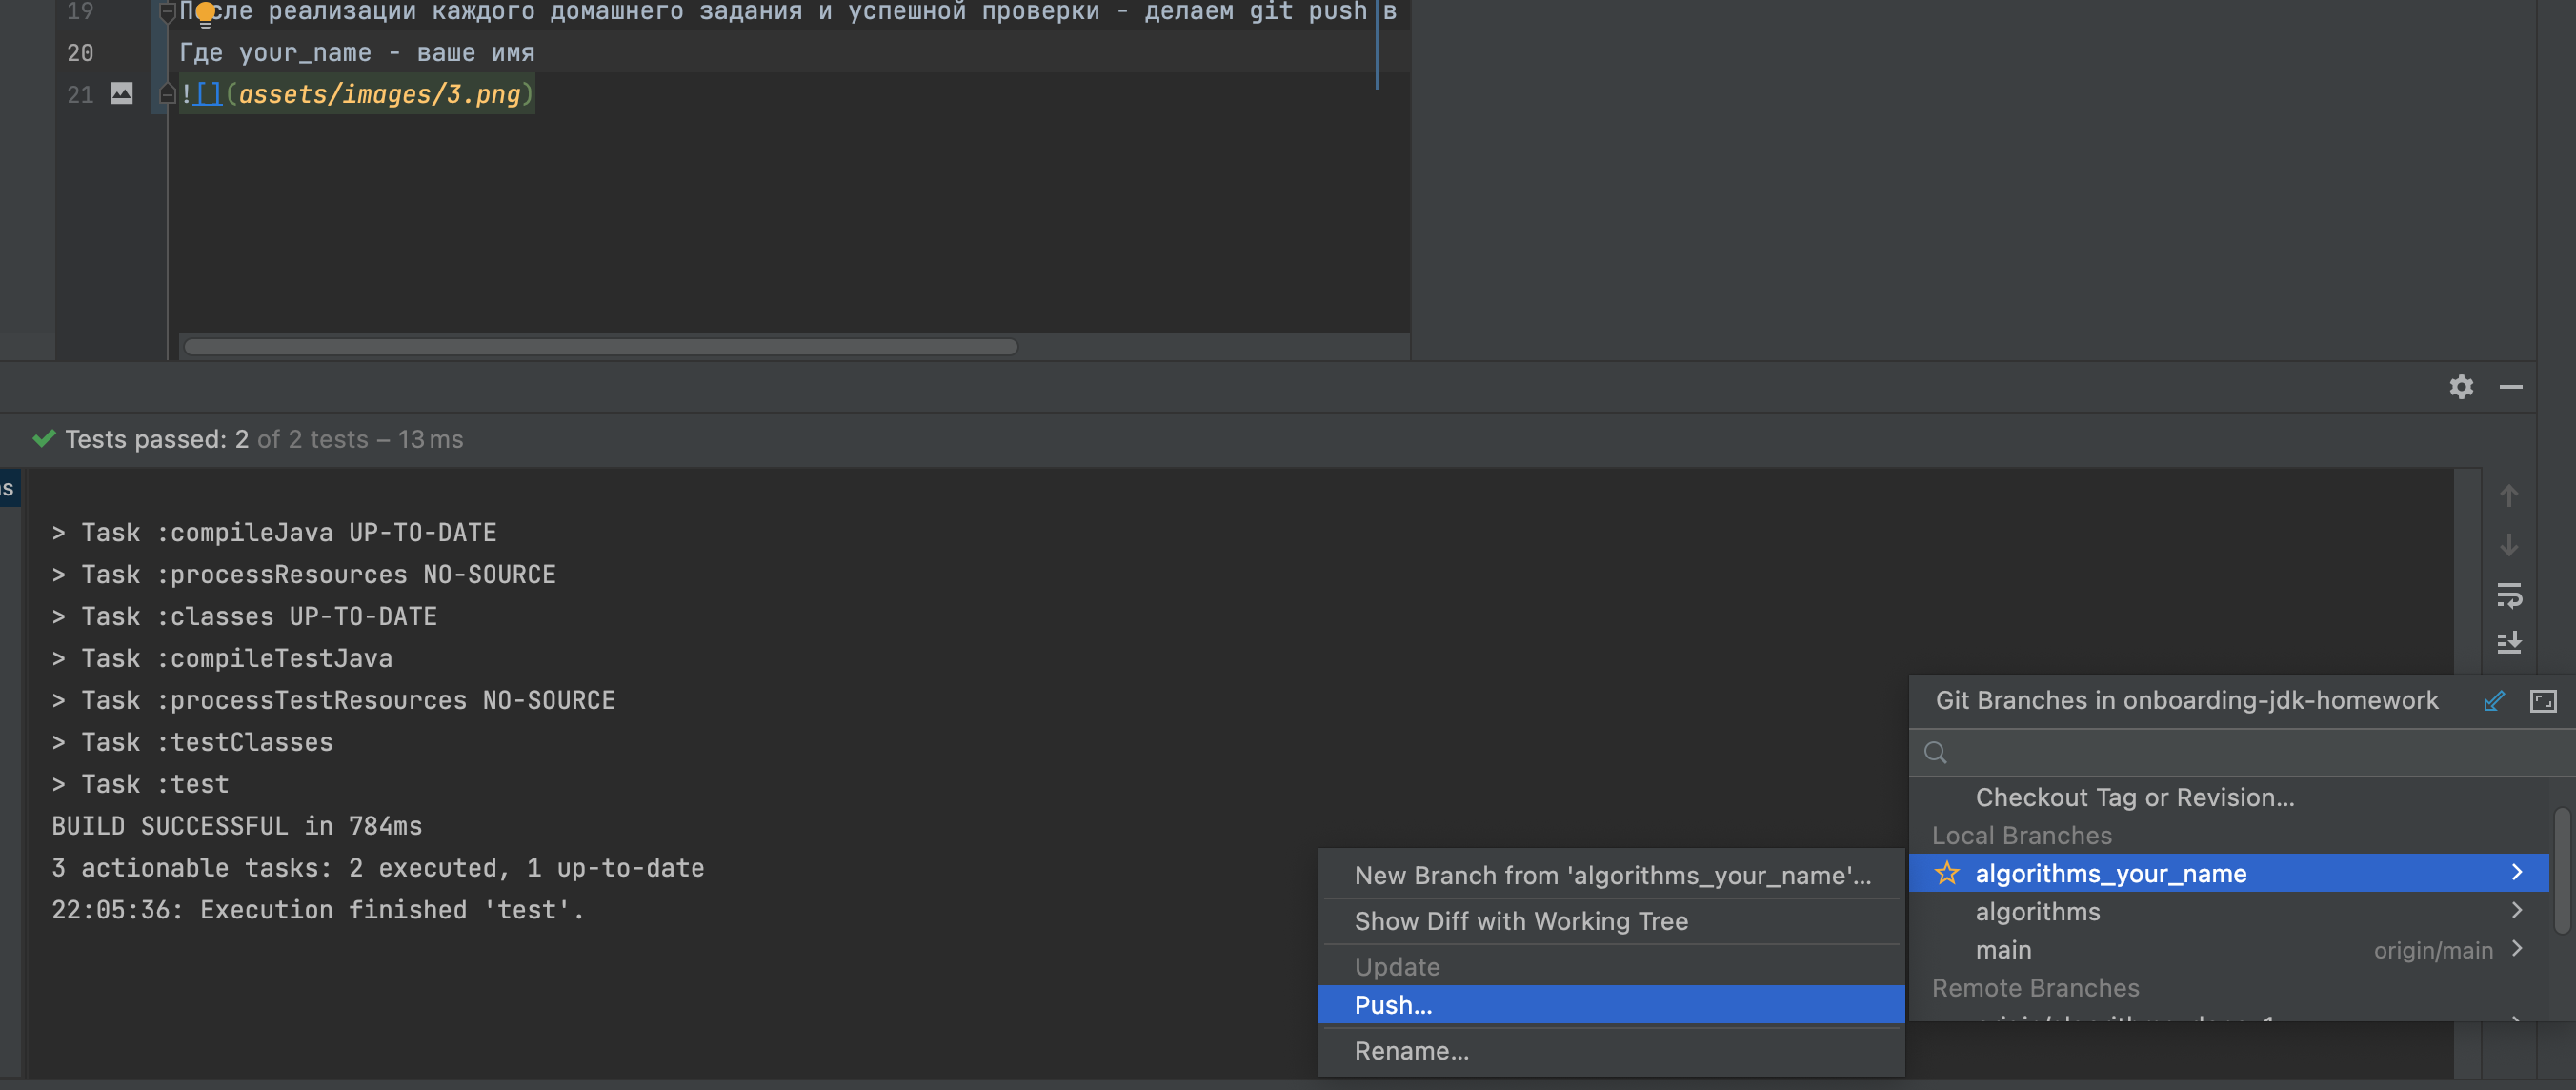 19 После реализации каждого домашнего задания и успешной проверки - делаем git push в
20 Где your_name - ваше имя
21 ![](assets/images/3.png)
Tests passed: 2 of 2 tests – 13 ms
> Task :compileJava UP-TO-DATE
> Task :processResources NO-SOURCE
> Task :classes UP-TO-DATE
> Task :compileTestJava
> Task :processTestResources NO-SOURCE
> Task :testClasses
> Task :test
BUILD SUCCESSFUL in 784ms
3 actionable tasks: 2 executed, 1 up-to-date
22:05:36: Execution finished 'test'.
New Branch from 'algorithms_your_name'...
Show Diff with Working Tree
Update
Push...
Rename...
Git Branches in onboarding-jdk-homework
Checkout Tag or Revision...
Local Branches
algorithms_your_name
algorithms
main origin/main
Remote Branches